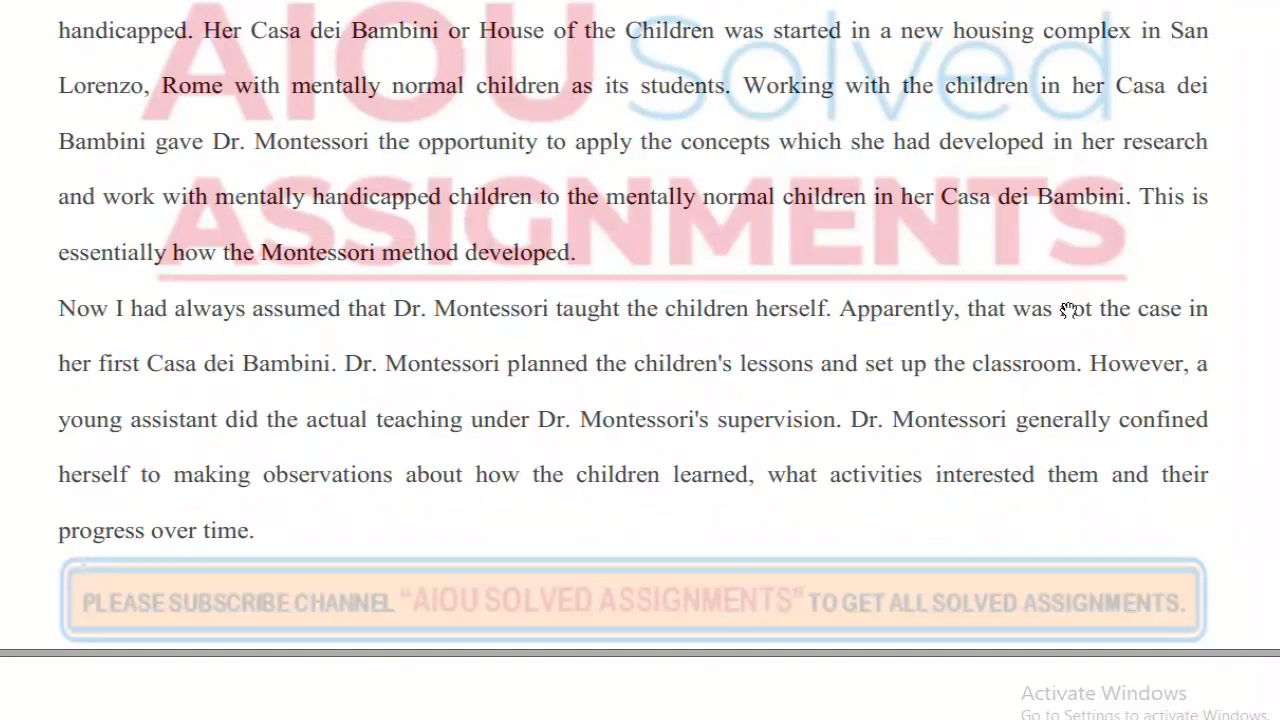 AIOU Solved
ASSIGNMENTS
handicapped. Her Casa dei Bambini or House of the Children was started in a new housing complex in San
Lorenzo, Rome with mentally normal children as its students. Working with the children in her Casa dei
Bambini gave Dr. Montessori the opportunity to apply the concepts which she had developed in her research
and work with mentally handicapped children to the mentally normal children in her Casa dei Bambini. This is
essentially how the Montessori method developed.
Now I had always assumed that Dr. Montessori taught the children herself. Apparently, that was not the case in
her first Casa dei Bambini. Dr. Montessori planned the children's lessons and set up the classroom. However, a
young assistant did the actual teaching under Dr. Montessori's supervision. Dr. Montessori generally confined
herself to making observations about how the children learned, what activities interested them and their
progress over time.
PLEASE SUBSCRIBE CHANNEL “AIOU SOLVED ASSIGNMENTS” TO GET ALL SOLVED ASSIGNMENTS.
Activate Windows
Go to Settings to activate Windows.